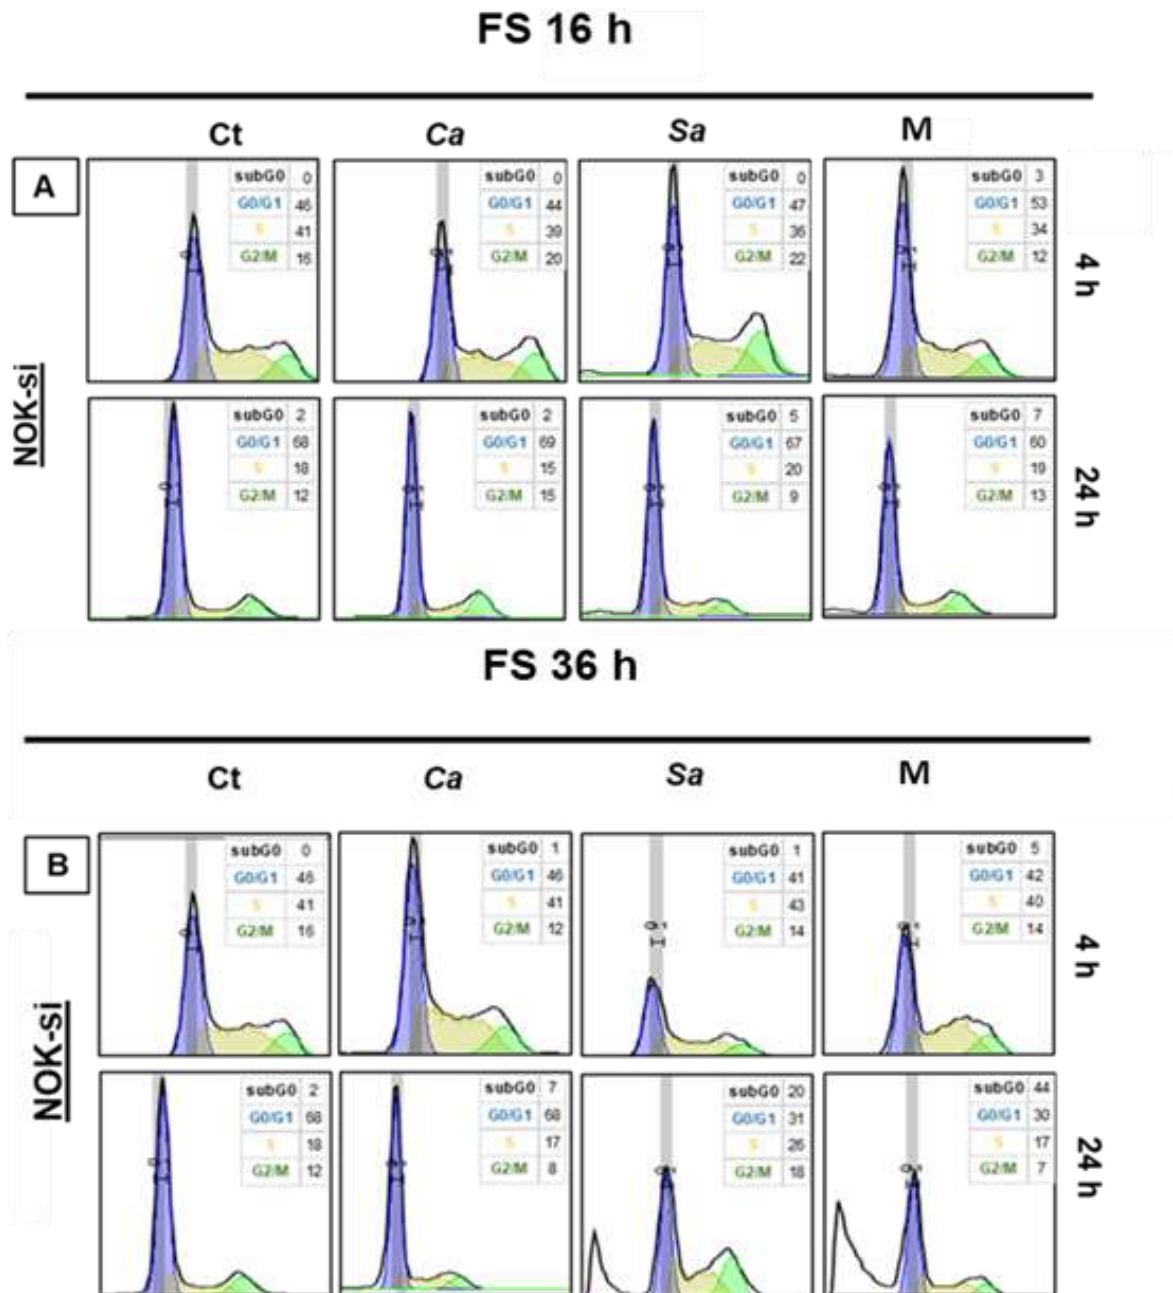 FS 16 h
Ct Ca Sa M
A
subG0 0
G0/G1 46
S 41
G2/M 16
subG0 0
G0/G1 44
S 39
G2/M 20
subG0 0
G0/G1 47
S 36
G2/M 22
subG0 3
G0/G1 53
S 34
G2/M 12
4 h
NOK-si
subG0 2
G0/G1 68
S 18
G2/M 12
subG0 2
G0/G1 69
S 15
G2/M 15
subG0 5
G0/G1 67
S 20
G2/M 9
subG0 7
G0/G1 60
S 19
G2/M 13
24 h
FS 36 h
Ct Ca Sa M
B
subG0 0
G0/G1 46
S 41
G2/M 16
subG0 1
G0/G1 46
S 41
G2/M 12
subG0 1
G0/G1 41
S 43
G2/M 14
subG0 5
G0/G1 42
S 40
G2/M 14
4 h
NOK-si
subG0 2
G0/G1 68
S 18
G2/M 12
subG0 7
G0/G1 68
S 17
G2/M 8
subG0 20
G0/G1 31
S 26
G2/M 18
subG0 44
G0/G1 30
S 17
G2/M 7
24 h